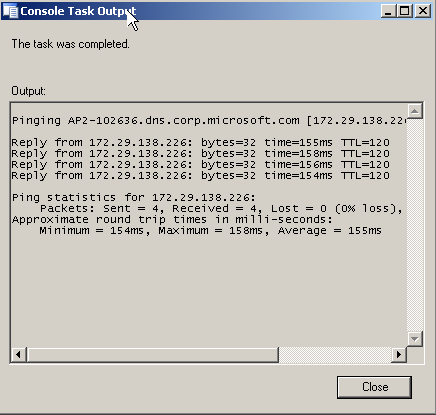 Console Task Output
The task was completed.
Output:
Pinging AP2-102636.dns.corp.microsoft.com [172.29.138.22
Reply from 172.29.138.226: bytes=32 time=155ms TTL=120
Reply from 172.29.138.226: bytes=32 time=158ms TTL=120
Reply from 172.29.138.226: bytes=32 time=156ms TTL=120
Reply from 172.29.138.226: bytes=32 time=154ms TTL=120
Ping statistics for 172.29.138.226:
Packets: Sent = 4, Received = 4, Lost = 0 (0% loss),
Approximate round trip times in milli-seconds:
Minimum = 154ms, Maximum = 158ms, Average = 155ms
Close